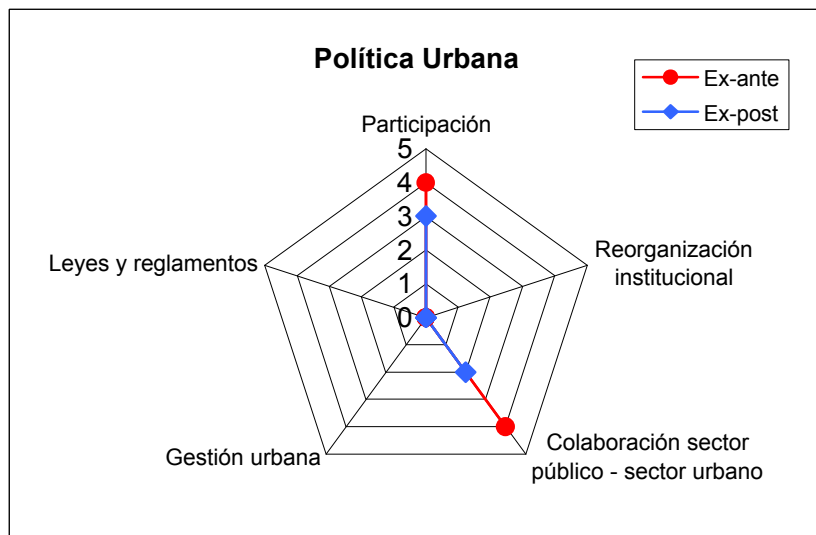 Política Urbana
Ex-ante
Ex-post
Participación
5
4
3
2
1
0
Reorganización
institucional
Leyes y reglamentos
Gestión urbana
Colaboración sector
público - sector urbano